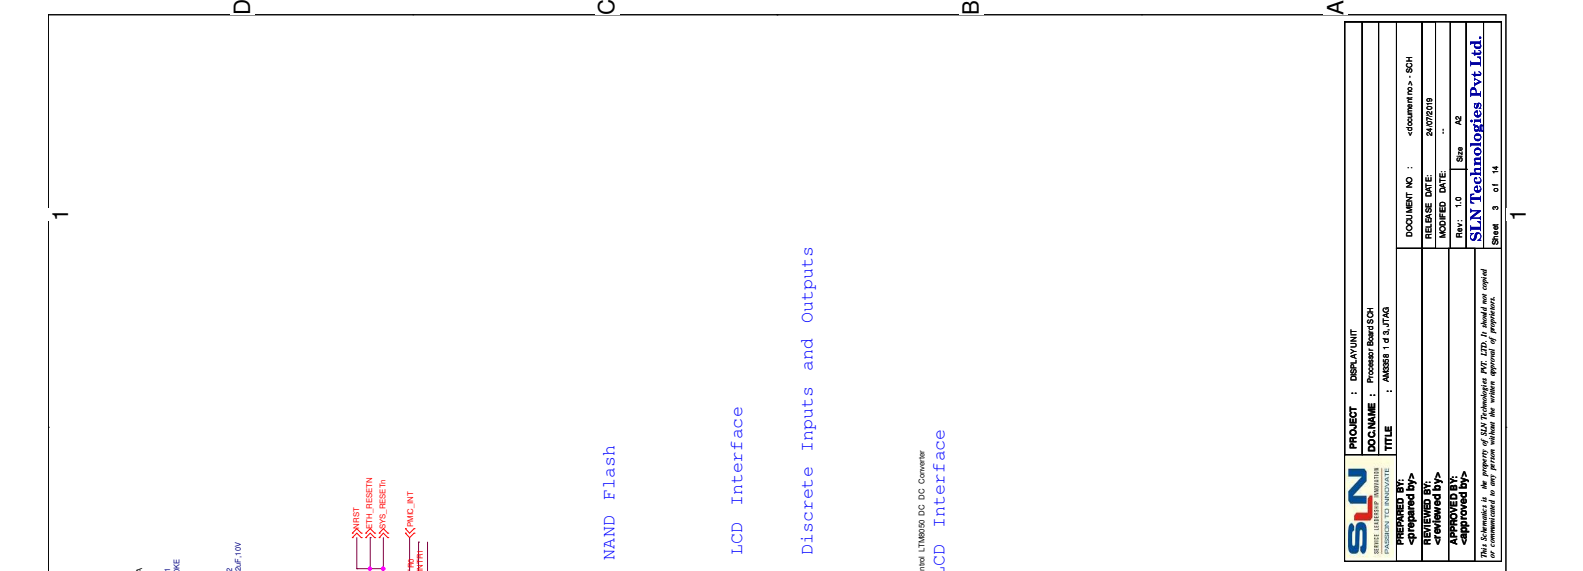 D
C
B
A
1
1
PROJECT : DISPLAY UNIT
DOC.NAME : Processor Board SCH
TITLE : AM3358 1 of 3, JTAG
SLN
SERVICE LEADERSHIP INNOVATION
PASSION TO INNOVATE
PREPARED BY:
<prepared by>
REVIEWED BY:
<reviewed by>
APPROVED BY:
<approved by>
DOCUMENT NO : <document no> - SCH
RELEASE DATE: 24/07/2019
MODIFIED DATE: --
Rev: 1.0 Size A2
SLN Technologies Pvt Ltd.
Sheet 3 of 14
This Schematics is the property of SLN Technologies PVT. LTD. It should not copied
or communicated to any person without the written approval of proprietors.
NRST
ETH_RESETN
SYS_RESETn
PMIC_INT
NAND Flash
LCD Interface
Discrete Inputs and Outputs
LTM8050 DC DC Converter
LCD Interface